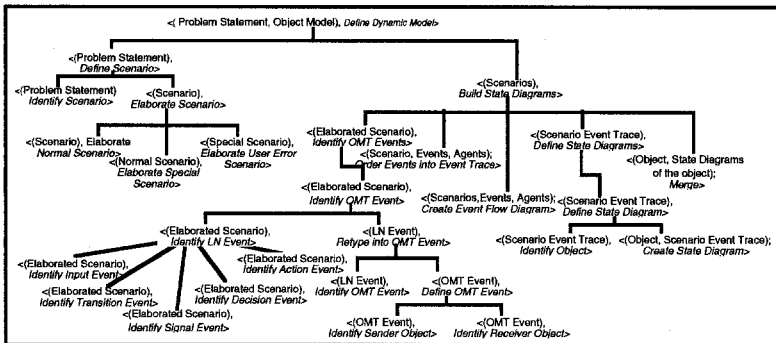 <( Problem Statement, Object Model), Define Dynamic Model>
<(Problem Statement),
Define Scenario>
<(Problem Statement)
Identify Scenario>
<(Scenario),
Elaborate Scenario>
<(Scenario), Elaborate
Normal Scenario>
<(Normal Scenario),
Elaborate Special
Scenario>
<(Special Scenario),
Elaborate User Error
Scenario>
<(Scenarios),
Build State Diagrams>
<(Elaborated Scenario),
Identify OMT Events>
<(Scenario, Events, Agents);
Order Events into Event Trace>
<(Scenarios,Events, Agents);
Create Event Flow Diagram>
<(Scenario Event Trace),
Define State Diagrams>
<(Object, State Diagrams
of the object);
Merge>
<(Elaborated Scenario),
Identify OMT Event>
<(Scenario Event Trace),
Define State Diagram>
<(Scenario Event Trace),
Identify Object>
<(Object, Scenario Event Trace);
Create State Diagram>
<(Elaborated Scenario),
Identify LN Event>
<(LN Event),
Retype into OMT Event>
<(Elaborated Scenario),
Identify Input Event>
<(Elaborated Scenario),
Identify Transition Event>
<(Elaborated Scenario),
Identify Signal Event>
<(Elaborated Scenario),
Identify Decision Event>
<(Elaborated Scenario),
Identify Action Event>
<(LN Event),
Identify OMT Event>
<(OMT Event),
Define OMT Event>
<(OMT Event),
Identify Sender Object>
<(OMT Event),
Identify Receiver Object>